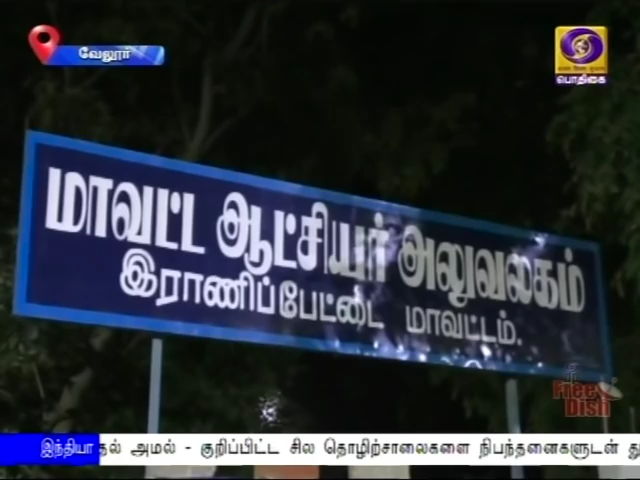 வேலூர்
பொதிகை
மாவட்ட ஆட்சியர் அலுவலகம்
இராணிப்பேட்டை மாவட்டம்.
Free Dish
இந்தியா தல் அமல் - குறிப்பிட்ட சில தொழிற்சாலைகளை நிபந்தனைகளுடன் து